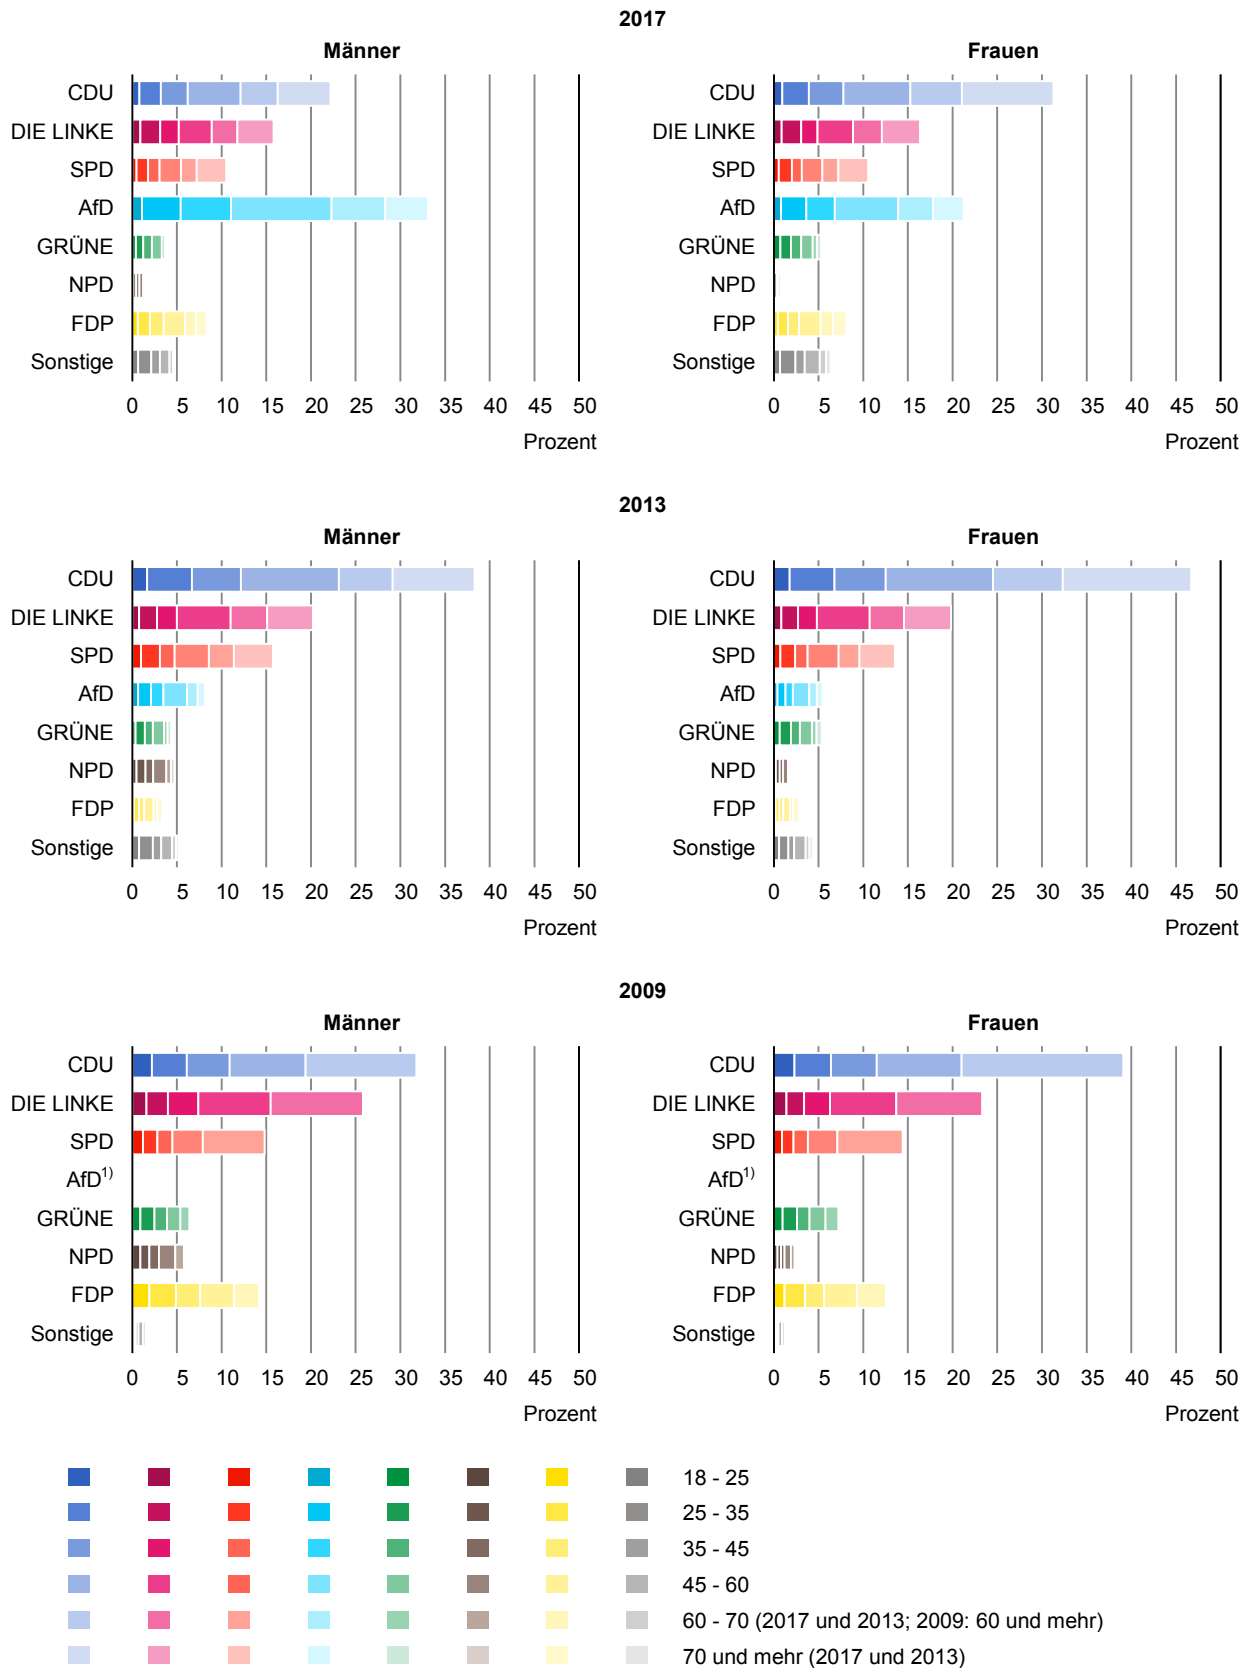 2017
Männer Frauen
CDU CDU
DIE LINKE DIE LINKE
SPD SPD
AfD AfD
GRÜNE GRÜNE
NPD NPD
FDP FDP
Sonstige Sonstige
0 5 10 15 20 25 30 35 40 45 50 0 5 10 15 20 25 30 35 40 45 50
Prozent Prozent
2013
Männer Frauen
CDU CDU
DIE LINKE DIE LINKE
SPD SPD
AfD AfD
GRÜNE GRÜNE
NPD NPD
FDP FDP
Sonstige Sonstige
0 5 10 15 20 25 30 35 40 45 50 0 5 10 15 20 25 30 35 40 45 50
Prozent Prozent
2009
Männer Frauen
CDU CDU
DIE LINKE DIE LINKE
SPD SPD
AfD1) AfD1)
GRÜNE GRÜNE
NPD NPD
FDP FDP
Sonstige Sonstige
0 5 10 15 20 25 30 35 40 45 50 0 5 10 15 20 25 30 35 40 45 50
Prozent Prozent
18 - 25
25 - 35
35 - 45
45 - 60
60 - 70 (2017 und 2013; 2009: 60 und mehr)
70 und mehr (2017 und 2013)